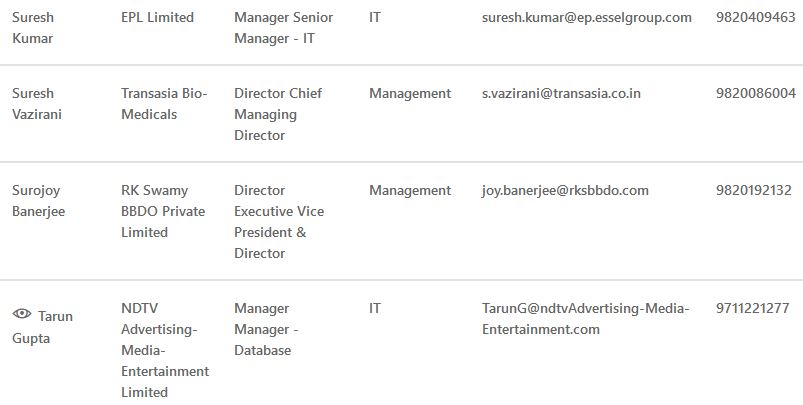 Suresh Kumar EPL Limited Manager Senior Manager - IT IT suresh.kumar@ep.esselgroup.com 9820409463
Suresh Vazirani Transasia Bio-Medicals Director Chief Managing Director Management s.vazirani@transasia.co.in 9820086004
Surojoy Banerjee RK Swamy BBDO Private Limited Director Executive Vice President & Director Management joy.banerjee@rksbbdo.com 9820192132
Tarun Gupta NDTV Advertising-Media-Entertainment Limited Manager Manager - Database IT TarunG@ndtvAdvertising-Media-Entertainment.com 9711221277